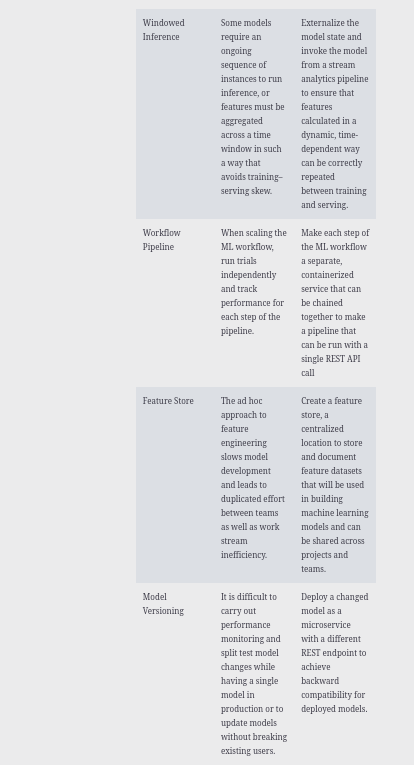 Windowed
Inference
Some models
require an
ongoing
sequence of
instances to run
inference, or
features must be
aggregated
across a time
window in such
a way that
avoids training–
serving skew.
Externalize the
model state and
invoke the model
from a stream
analytics pipeline
to ensure that
features
calculated in a
dynamic, time-
dependent way
can be correctly
repeated
between training
and serving.
Workflow
Pipeline
When scaling the
ML workflow,
run trials
independently
and track
performance for
each step of the
pipeline.
Make each step of
the ML workflow
a separate,
containerized
service that can
be chained
together to make
a pipeline that
can be run with a
single REST API
call
Feature Store
The ad hoc
approach to
feature
engineering
slows model
development
and leads to
duplicated effort
between teams
as well as work
stream
inefficiency.
Create a feature
store, a
centralized
location to store
and document
feature datasets
that will be used
in building
machine learning
models and can
be shared across
projects and
teams.
Model
Versioning
It is difficult to
carry out
performance
monitoring and
split test model
changes while
having a single
model in
production or to
update models
without breaking
existing users.
Deploy a changed
model as a
microservice
with a different
REST endpoint to
achieve
backward
compatibility for
deployed models.